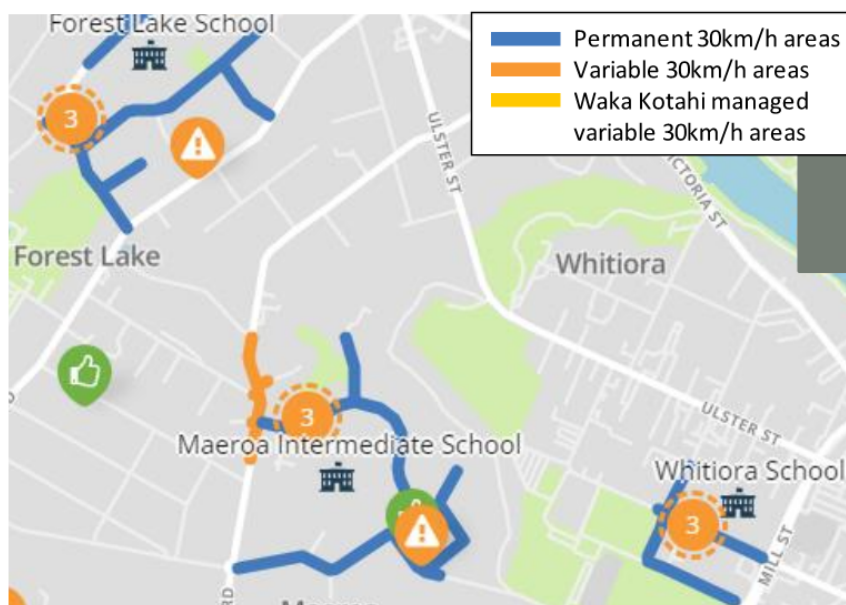 Forest Lake School
Permanent 30km/h areas
Variable 30km/h areas
Waka Kotahi managed
variable 30km/h areas
3
ULSTER ST
VICTORIA ST
Forest Lake
Whitiora
3
Maeroa Intermediate School
ULSTER ST
Whitiora School
3
MILL ST
RD